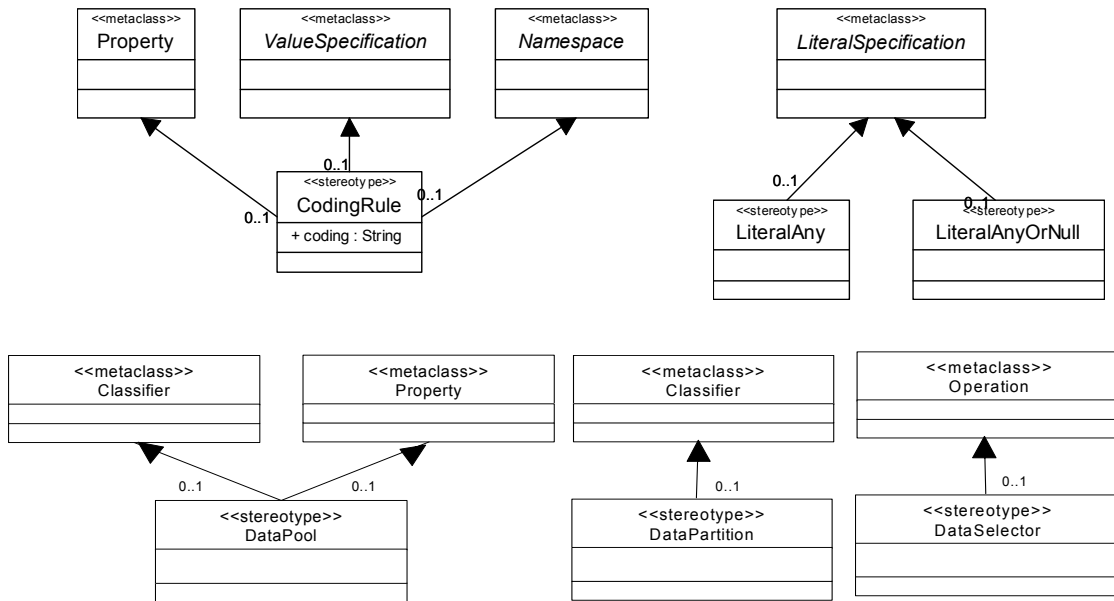 <<metaclass>>
Property
<<metaclass>>
ValueSpecification
<<metaclass>>
Namespace
<<metaclass>>
LiteralSpecification
0..1
0..1
0..1
<<stereotype>>
CodingRule
+ coding : String
0..1
0..1
<<stereotype>>
LiteralAny
<<stereotype>>
LiteralAnyOrNull
<<metaclass>>
Classifier
<<metaclass>>
Property
<<metaclass>>
Classifier
<<metaclass>>
Operation
0..1
0..1
0..1
0..1
<<stereotype>>
DataPool
<<stereotype>>
DataPartition
<<stereotype>>
DataSelector